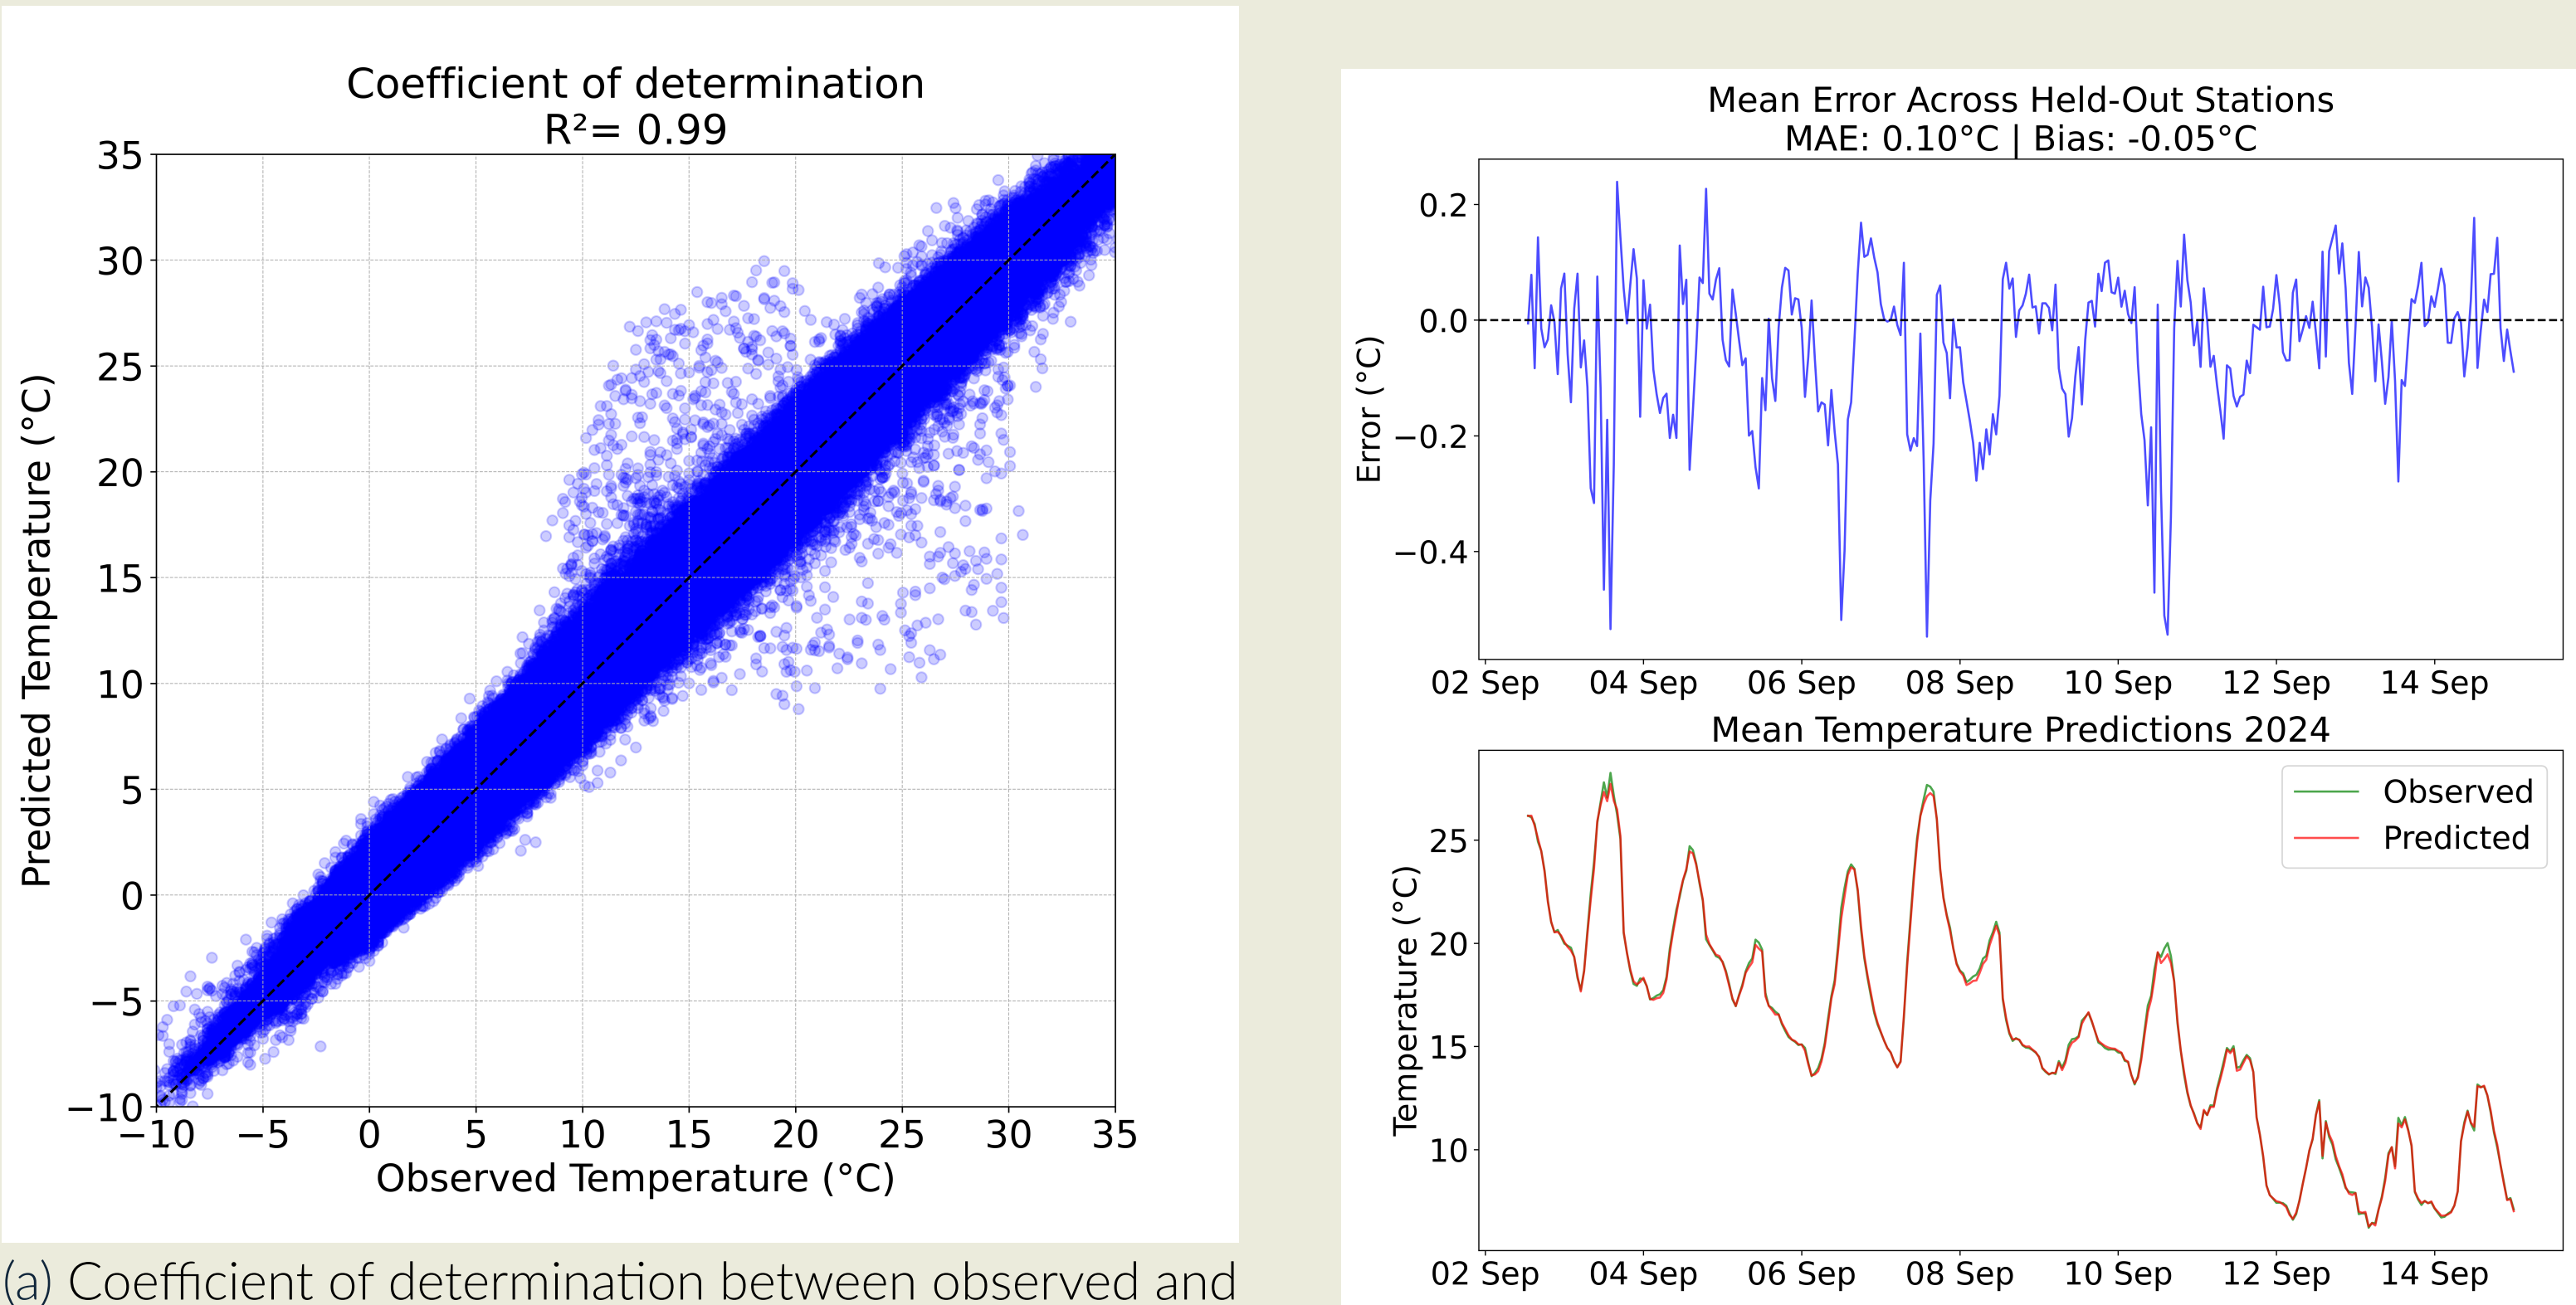 Coefficient of determination
R²= 0.99
35
30
25
20
15
10
5
0
−5
−10
Predicted Temperature (°C)
−10 −5 0 5 10 15 20 25 30 35
Observed Temperature (°C)
(a) Coefficient of determination between observed and
Mean Error Across Held-Out Stations
MAE: 0.10°C | Bias: -0.05°C
0.2
0.0
−0.2
−0.4
Error (°C)
02 Sep 04 Sep 06 Sep 08 Sep 10 Sep 12 Sep 14 Sep
Mean Temperature Predictions 2024
Observed
Predicted
25
20
15
10
Temperature (°C)
02 Sep 04 Sep 06 Sep 08 Sep 10 Sep 12 Sep 14 Sep